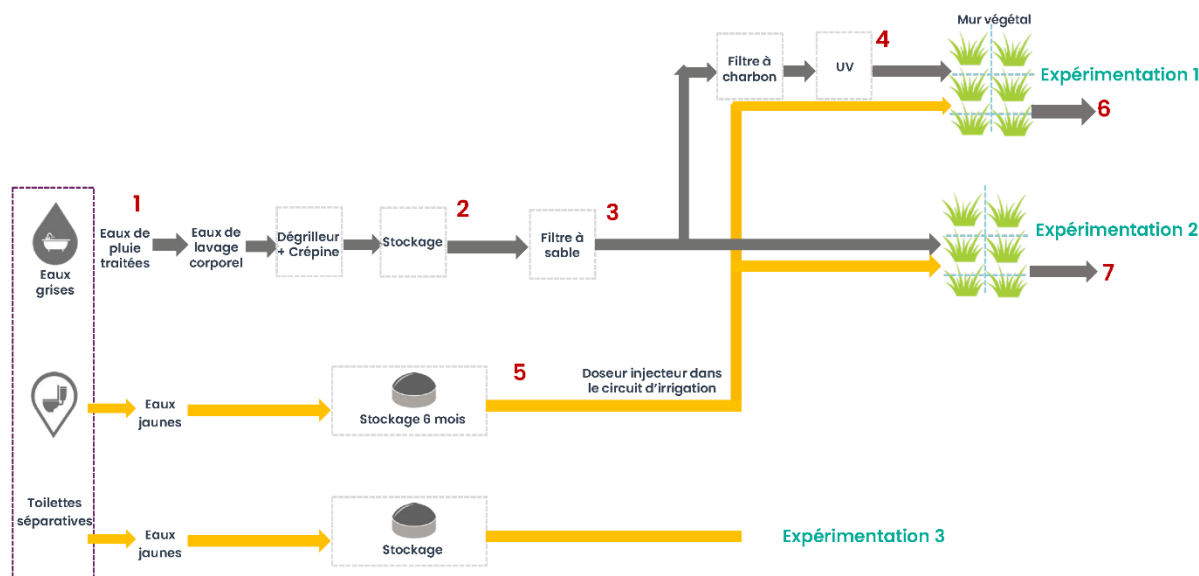 Mur végétal
4
Filtre à
charbon
UV
Expérimentation 1
6
1
2
3
Eaux de
pluie
traitées
Eaux de
lavage
corporel
Dégrilleur
+ Crépine
Stockage
Filtre à
sable
Expérimentation 2
7
Eaux
grises
5
Doseur injecteur dans
le circuit d'irrigation
Eaux
jaunes
Stockage 6 mois
Toilettes
séparatives
Eaux
jaunes
Stockage
Expérimentation 3